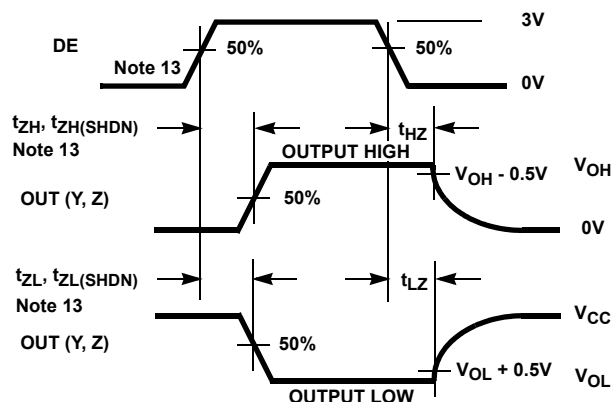 3V
DE
50%
50%
Note 13
0V
tZH, tZH(SHDN)
Note 13
tHZ
OUTPUT HIGH
VOH - 0.5V
VOH
OUT (Y, Z)
50%
0V
tZL, tZL(SHDN)
Note 13
tLZ
VCC
OUT (Y, Z)
50%
VOL + 0.5V
VOL
OUTPUT LOW